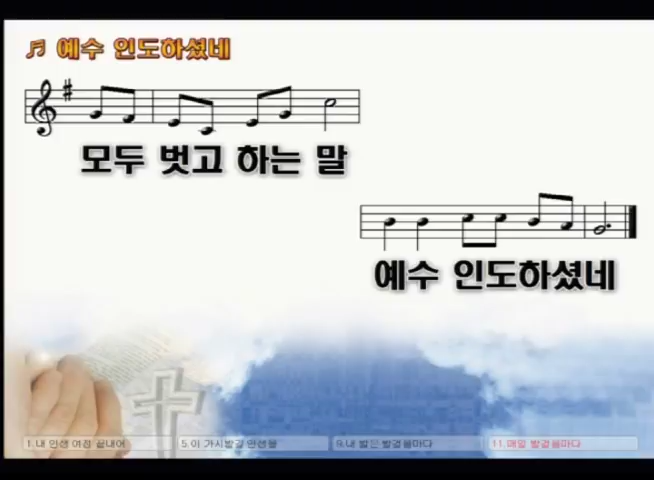 예수 인도하셨네
모두 벗고 하는 말
예수 인도하셨네
1.내 인생 여정 끝내어
5.이 가시밭길 인생을
9.내 밟은 발걸음마다
11.매일 발걸음마다